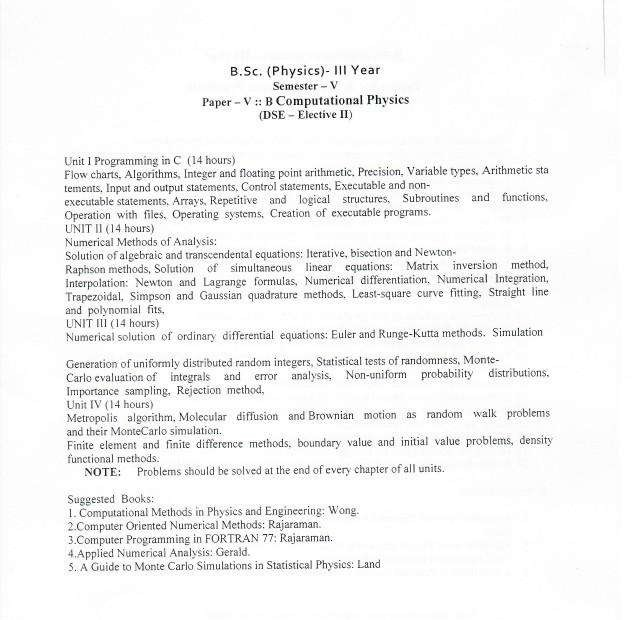 B.Sc. (Physics)- III Year
Semester – V
Paper – V :: B Computational Physics
(DSE – Elective II)
Unit I Programming in C (14 hours)
Flow charts, Algorithms, Integer and floating point arithmetic, Precision, Variable types, Arithmetic sta
tements, Input and output statements, Control statements, Executable and non-
executable statements, Arrays, Repetitive and logical structures, Subroutines and functions,
Operation with files, Operating systems, Creation of executable programs.
UNIT II (14 hours)
Numerical Methods of Analysis:
Solution of algebraic and transcendental equations: Iterative, bisection and Newton-
Raphson methods, Solution of simultaneous linear equations: Matrix inversion method,
Interpolation: Newton and Lagrange formulas, Numerical differentiation, Numerical Integration,
Trapezoidal, Simpson and Gaussian quadrature methods, Least-square curve fitting, Straight line
and polynomial fits,
UNIT III (14 hours)
Numerical solution of ordinary differential equations: Euler and Runge-Kutta methods. Simulation
Generation of uniformly distributed random integers, Statistical tests of randomness, Monte-
Carlo evaluation of integrals and error analysis, Non-uniform probability distributions,
Importance sampling, Rejection method,
Unit IV (14 hours)
Metropolis algorithm, Molecular diffusion and Brownian motion as random walk problems
and their MonteCarlo simulation.
Finite element and finite difference methods, boundary value and initial value problems, density
functional methods.
NOTE: Problems should be solved at the end of every chapter of all units.
Suggested Books:
1. Computational Methods in Physics and Engineering: Wong.
2.Computer Oriented Numerical Methods: Rajaraman.
3.Computer Programming in FORTRAN 77: Rajaraman.
4.Applied Numerical Analysis: Gerald.
5. A Guide to Monte Carlo Simulations in Statistical Physics: Land